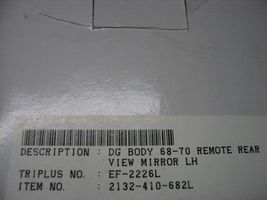 DESCRIPTION : DG BODY 68-70 REMOTE REAR
VIEW MIRROR LH
TRIPLUS NO. : EF-2226L
ITEM NO. : 2132-410-682L